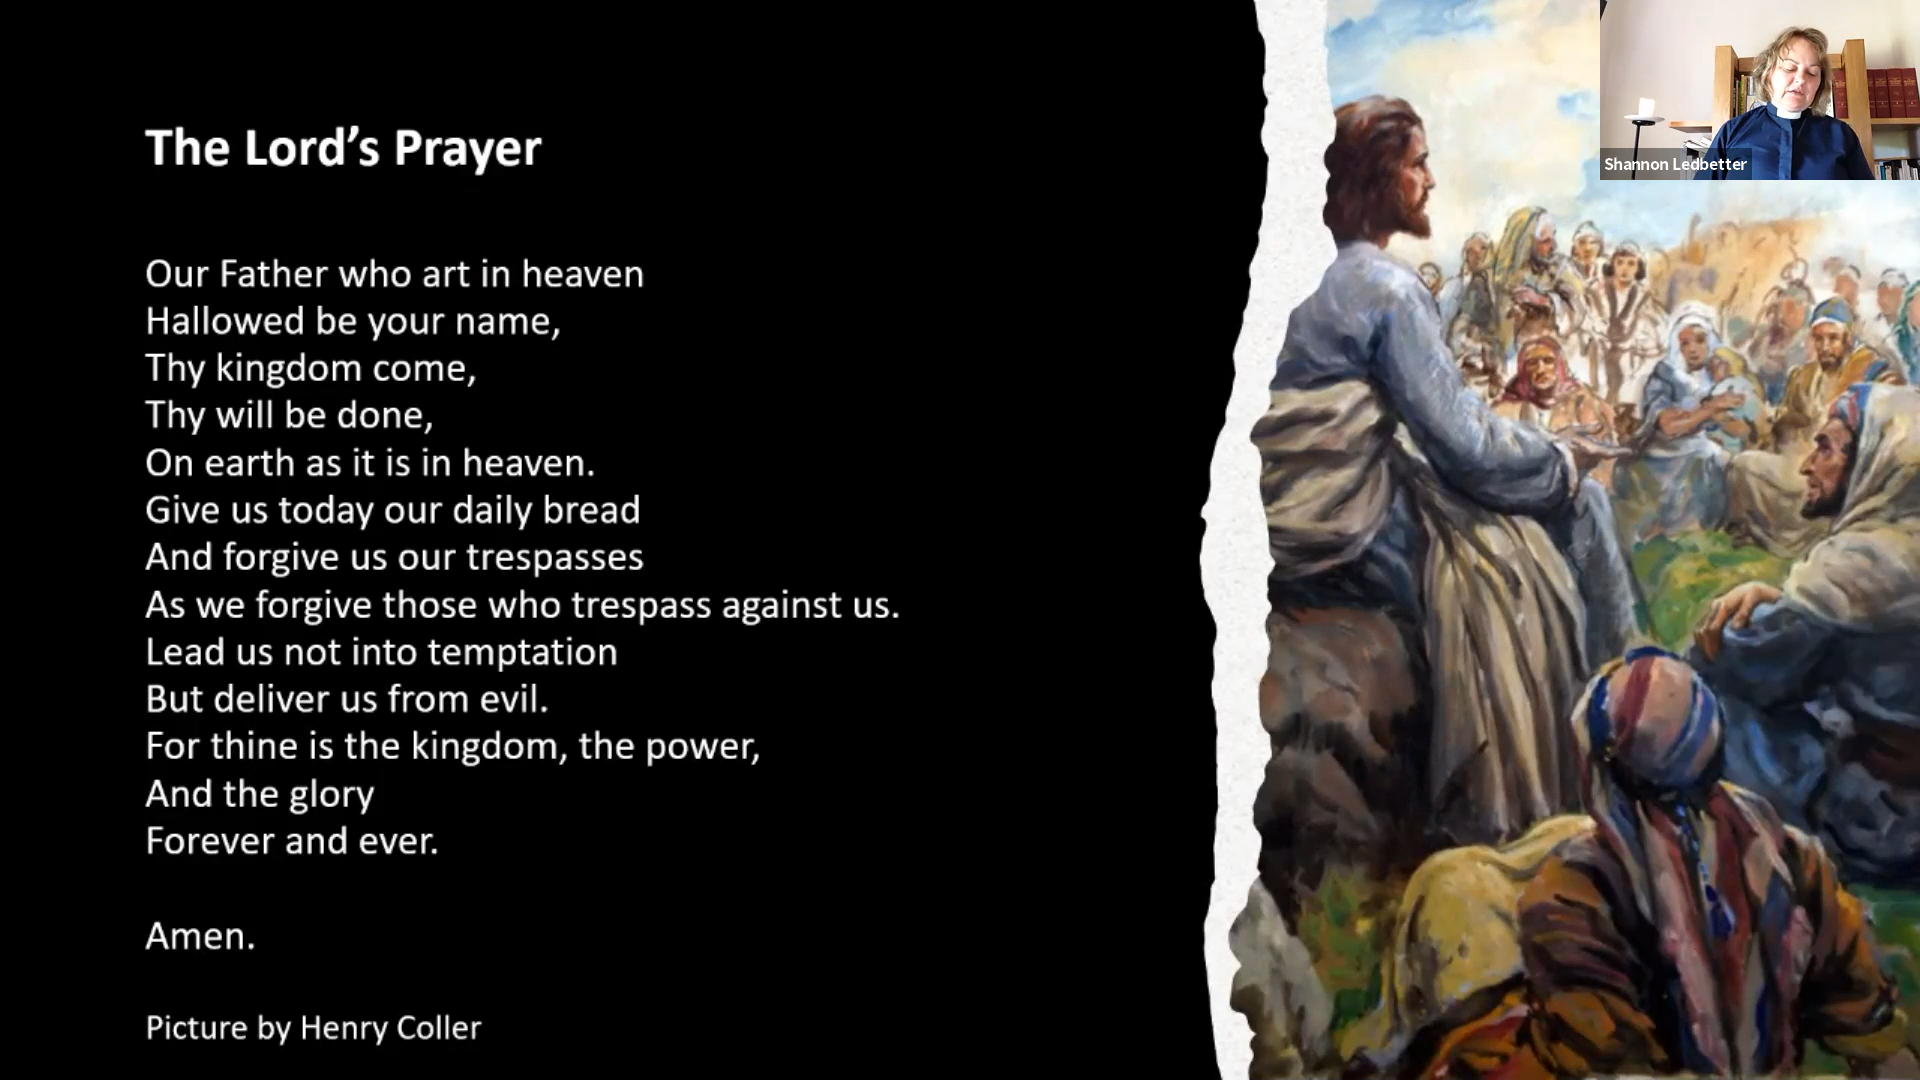 The Lord’s Prayer
Our Father who art in heaven
Hallowed be your name,
Thy kingdom come,
Thy will be done,
On earth as it is in heaven.
Give us today our daily bread
And forgive us our trespasses
As we forgive those who trespass against us.
Lead us not into temptation
But deliver us from evil.
For thine is the kingdom, the power,
And the glory
Forever and ever.
Amen.
Picture by Henry Coller
Shannon Ledbetter